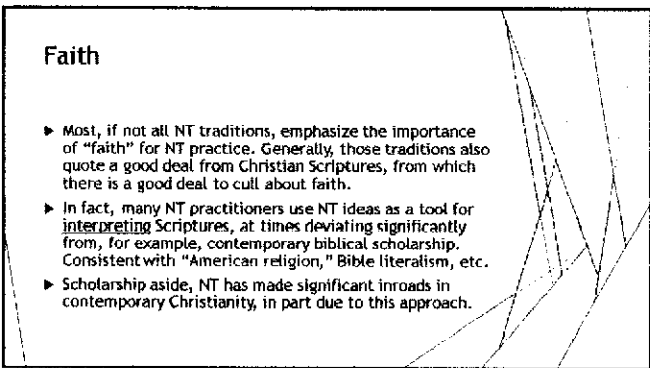 Faith
▶ Most, if not all NT traditions, emphasize the importance
of “faith” for NT practice. Generally, those traditions also
quote a good deal from Christian Scriptures, from which
there is a good deal to cull about faith.
▶ In fact, many NT practitioners use NT ideas as a tool for
interpreting Scriptures, at times deviating significantly
from, for example, contemporary biblical scholarship.
Consistent with “American religion,” Bible literalism, etc.
▶ Scholarship aside, NT has made significant inroads in
contemporary Christianity, in part due to this approach.